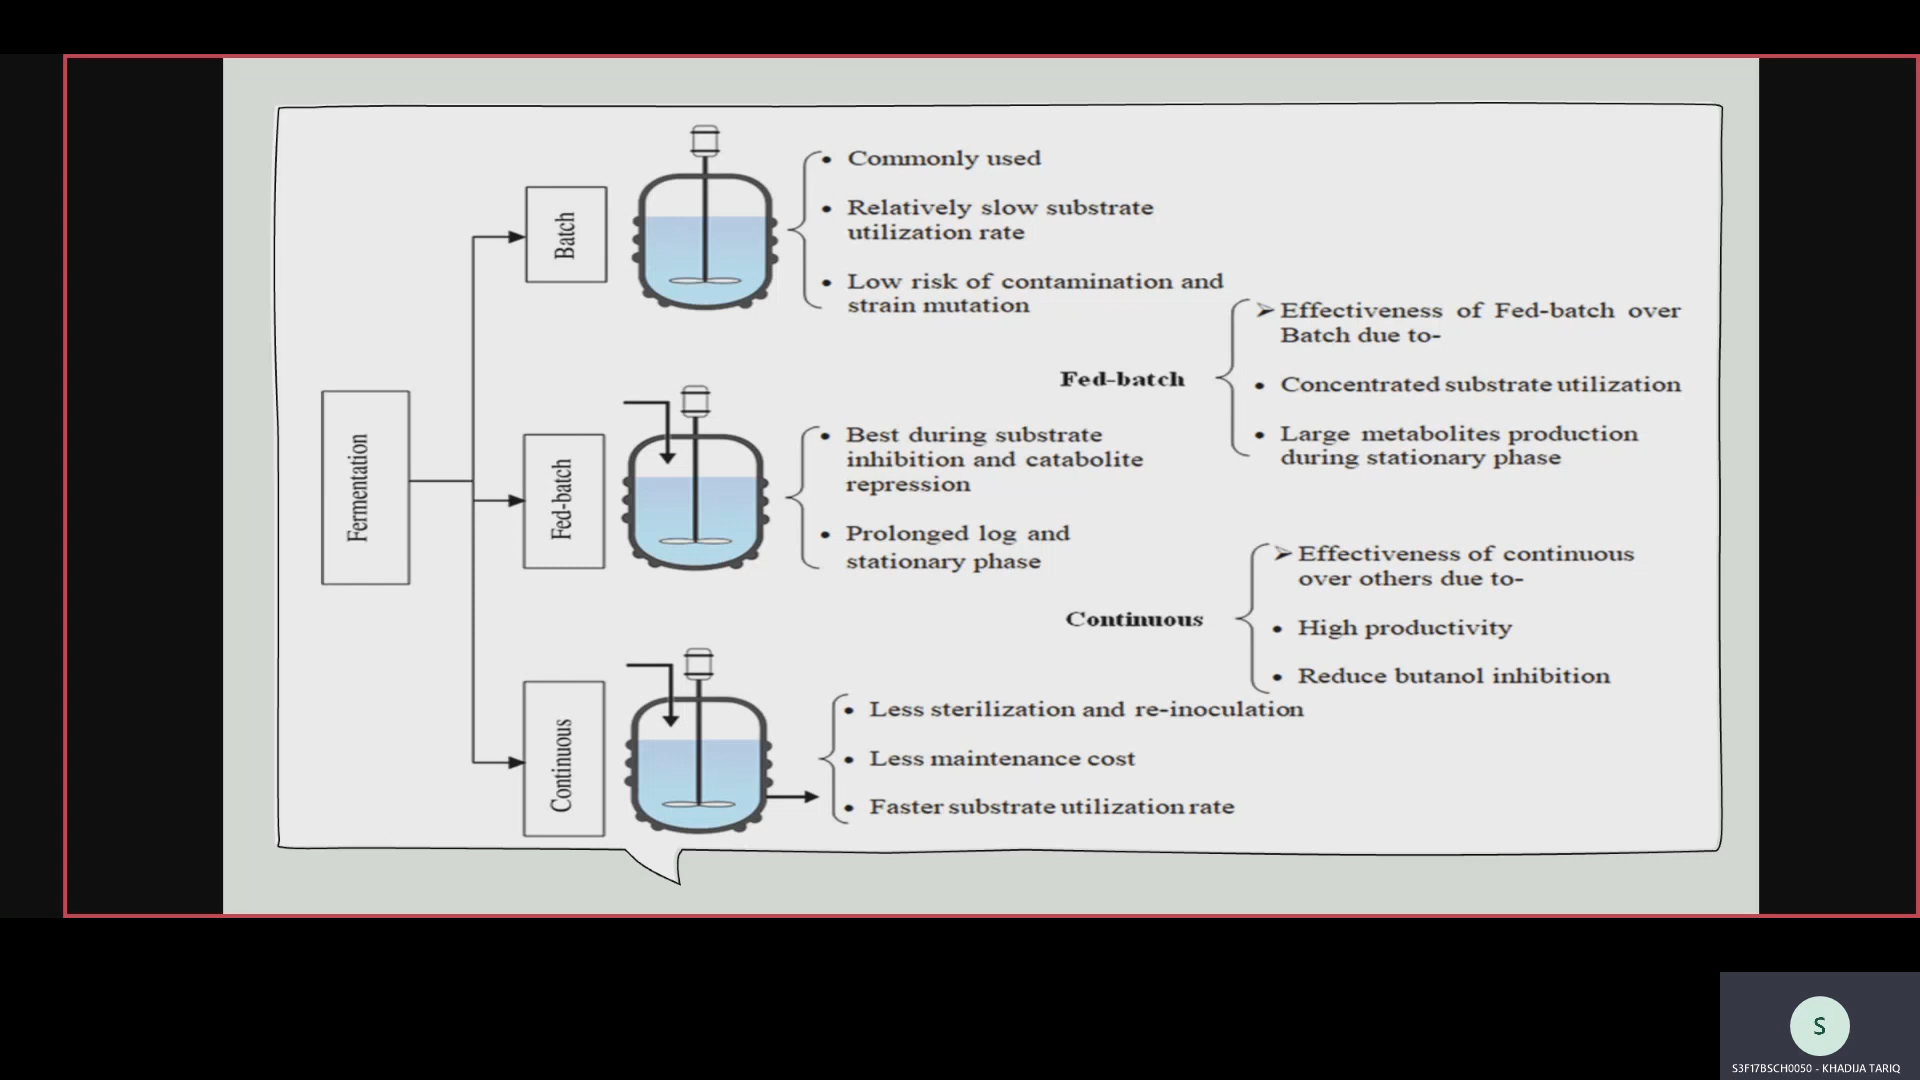 Fermentation
Batch
• Commonly used
• Relatively slow substrate
utilization rate
• Low risk of contamination and
strain mutation
Fed-batch
• Best during substrate
inhibition and catabolite
repression
• Prolonged log and
stationary phase
Fed-batch
➢ Effectiveness of Fed-batch over
Batch due to-
• Concentrated substrate utilization
• Large metabolites production
during stationary phase
Continuous
➢ Effectiveness of continuous
over others due to-
• High productivity
• Reduce butanol inhibition
Continuous
• Less sterilization and re-inoculation
• Less maintenance cost
• Faster substrate utilization rate
S
S3F17BSCH0050 - KHADIJA TARIQ